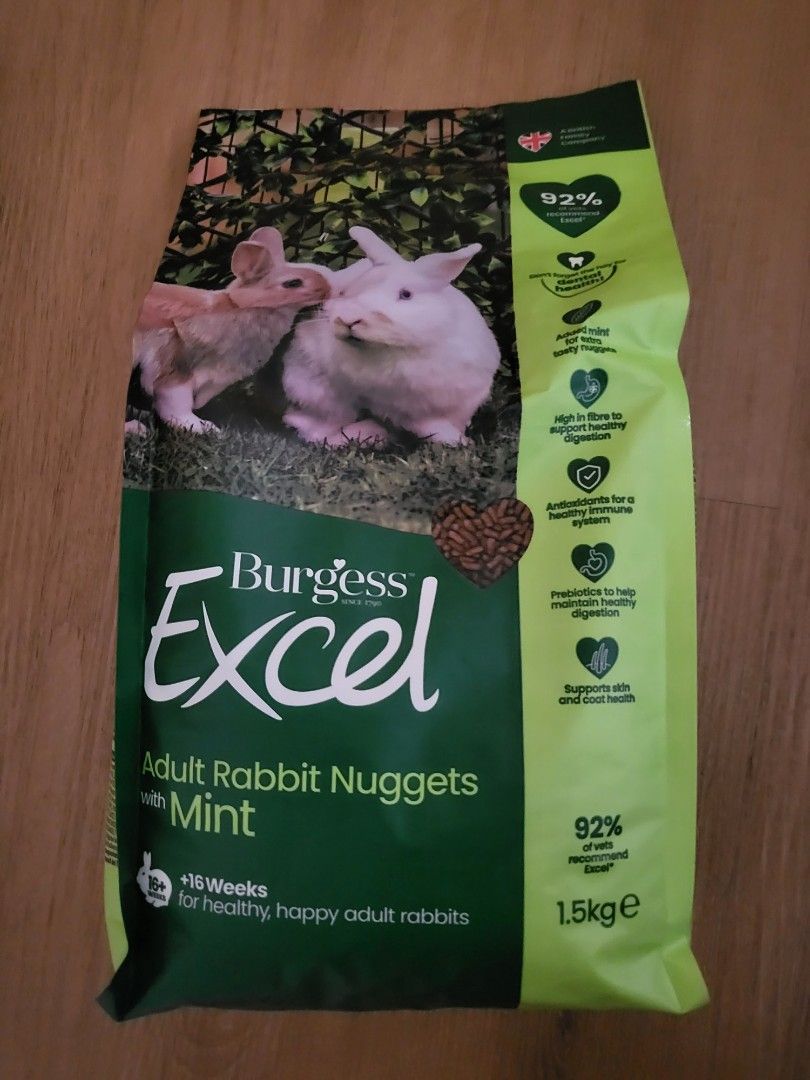 A British
Family
Company
92%
of vets
recommend
Excel*
Don't forget the hay for
dental
health!
Added mint
for extra
tasty nuggets
High in fibre to
support healthy
digestion
Antioxidants for a
healthy immune
system
Prebiotics to help
maintain healthy
digestion
Supports skin
and coat health
Burgess™
SINCE 1790
Excel
Adult Rabbit Nuggets
with Mint
16+
WEEKS
+16 Weeks
for healthy, happy adult rabbits
92%
of vets
recommend
Excel*
1.5kg e